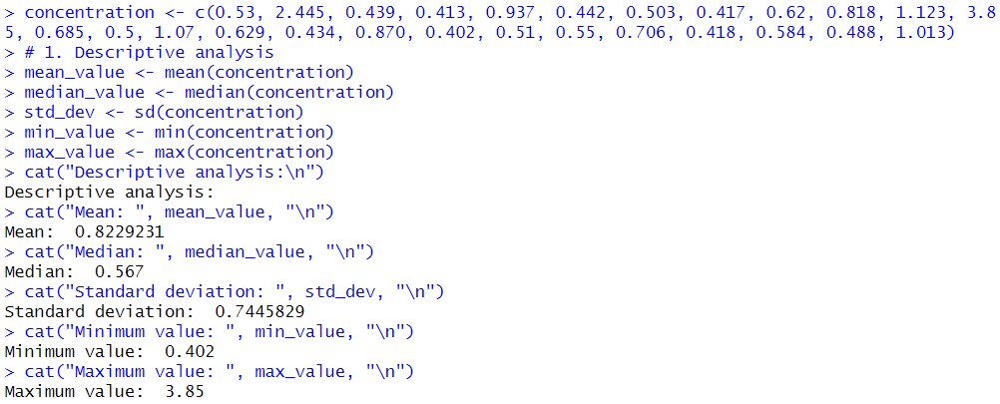 > concentration <- c(0.53, 2.445, 0.439, 0.413, 0.937, 0.442, 0.503, 0.417, 0.62, 0.818, 1.123, 3.8
5, 0.685, 0.5, 1.07, 0.629, 0.434, 0.870, 0.402, 0.51, 0.55, 0.706, 0.418, 0.584, 0.488, 1.013)
> # 1. Descriptive analysis
> mean_value <- mean(concentration)
> median_value <- median(concentration)
> std_dev <- sd(concentration)
> min_value <- min(concentration)
> max_value <- max(concentration)
> cat("Descriptive analysis:\n")
Descriptive analysis:
> cat("Mean: ", mean_value, "\n")
Mean:  0.8229231
> cat("Median: ", median_value, "\n")
Median:  0.567
> cat("Standard deviation: ", std_dev, "\n")
Standard deviation:  0.7445829
> cat("Minimum value: ", min_value, "\n")
Minimum value:  0.402
> cat("Maximum value: ", max_value, "\n")
Maximum value:  3.85